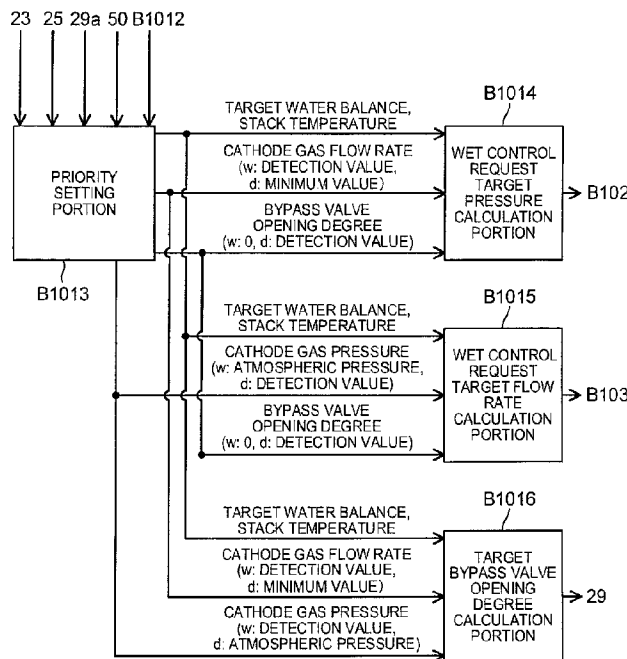 23 25 29a 50 B1012
PRIORITY
SETTING
PORTION
B1013
TARGET WATER BALANCE,
STACK TEMPERATURE
CATHODE GAS FLOW RATE
(w: DETECTION VALUE,
d: MINIMUM VALUE)
BYPASS VALVE
OPENING DEGREE
(w: 0, d: DETECTION VALUE)
B1014
WET CONTROL
REQUEST
TARGET
PRESSURE
CALCULATION
PORTION
B102
TARGET WATER BALANCE,
STACK TEMPERATURE
CATHODE GAS PRESSURE
(w: ATMOSPHERIC PRESSURE,
d: DETECTION VALUE)
BYPASS VALVE
OPENING DEGREE
(w: 0, d: DETECTION VALUE)
B1015
WET CONTROL
REQUEST
TARGET FLOW
RATE
CALCULATION
PORTION
B103
TARGET WATER BALANCE,
STACK TEMPERATURE
CATHODE GAS FLOW RATE
(w: DETECTION VALUE,
d: MINIMUM VALUE)
CATHODE GAS PRESSURE
(w: DETECTION VALUE,
d: ATMOSPHERIC PRESSURE)
B1016
TARGET
BYPASS VALVE
OPENING
DEGREE
CALCULATION
PORTION
29